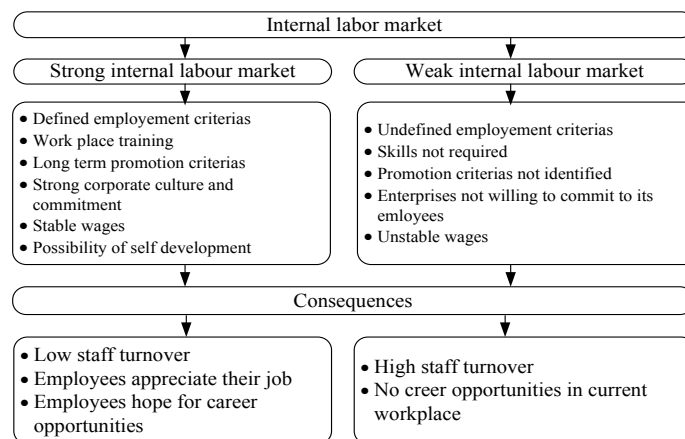 Internal labor market
Strong internal labour market
Weak internal labour market
• Defined employement criterias
• Work place training
• Long term promotion criterias
• Strong corporate culture and
commitment
• Stable wages
• Possibility of self development
• Undefined employement criterias
• Skills not required
• Promotion criterias not identified
• Enterprises not willing to commit to its
emloyees
• Unstable wages
Consequences
• Low staff turnover
• Employees appreciate their job
• Employees hope for career
opportunities
• High staff turnover
• No creer opportunities in current
workplace